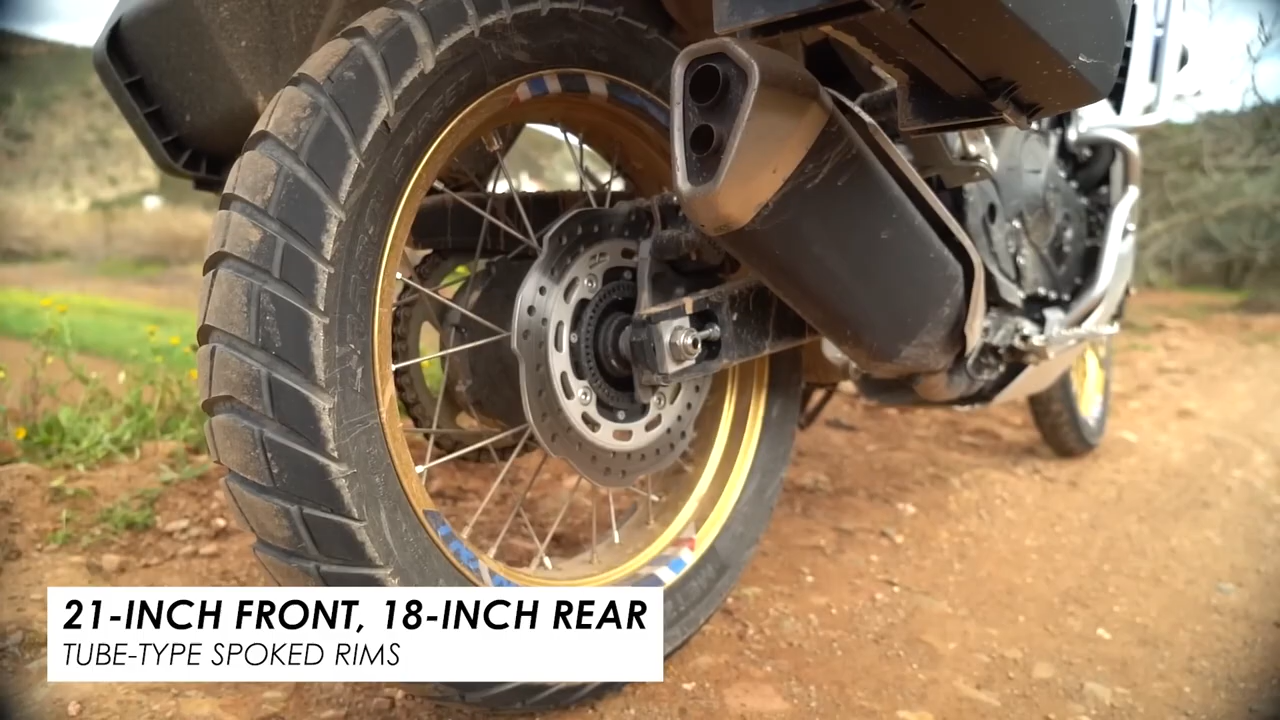 21-INCH FRONT, 18-INCH REAR
TUBE-TYPE SPOKED RIMS